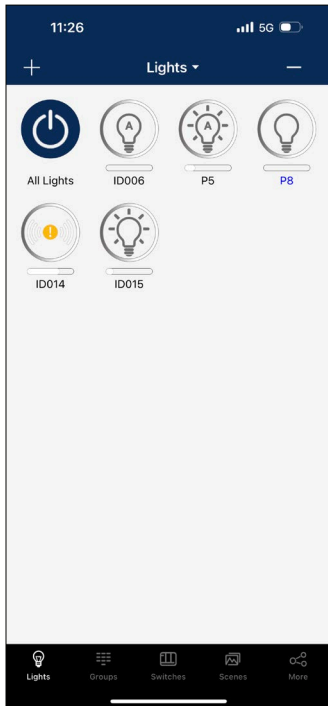 11:26 5G
+ Lights ▾ −
All Lights ID006 P5 P8
A A
ID014 ID015
!
Lights Groups Switches Scenes More